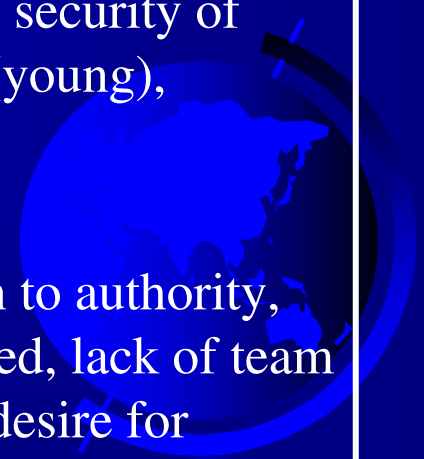 security of
young),
to authority,
ed, lack of team
desire for